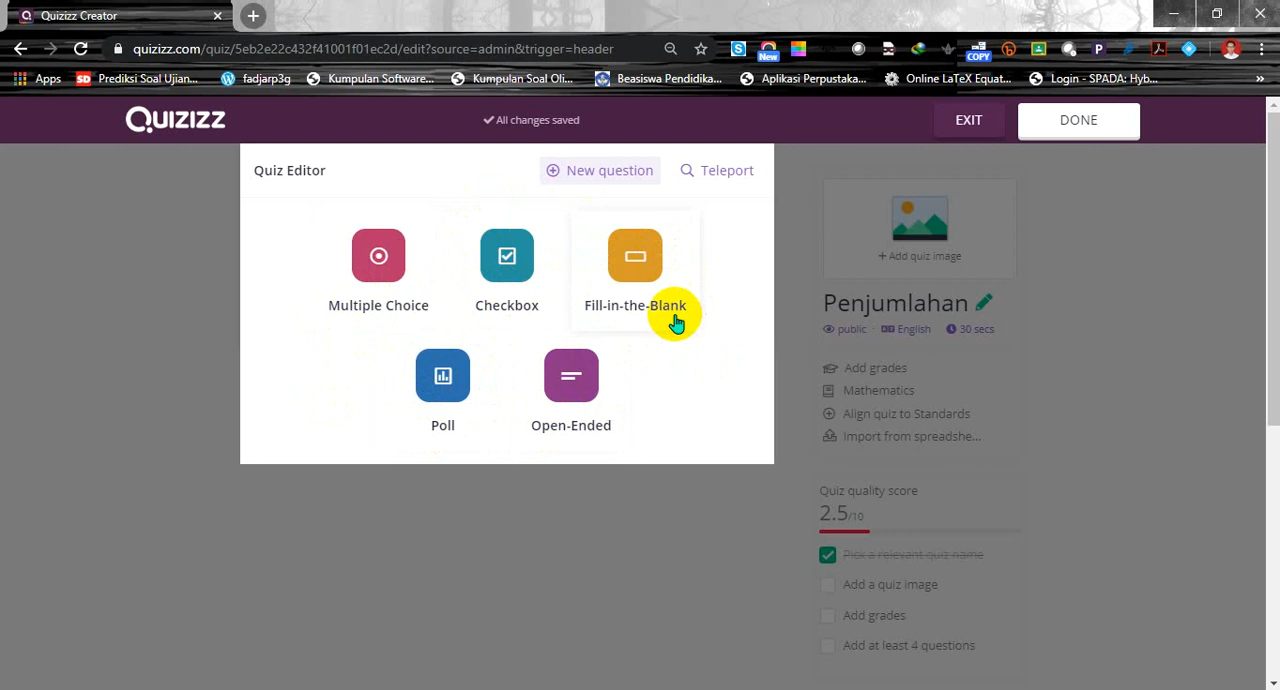 Quizizz Creator
quizizz.com/quiz/5eb2e22c432f41001f01ec2d/edit?source=admin&trigger=header
New
COPY
P
Apps
SD Prediksi Soal Ujian...
fadjarp3g
Kumpulan Software...
Kumpulan Soal Oli...
Beasiswa Pendidika...
Aplikasi Perpustaka...
Online LaTeX Equat...
Login - SPADA: Hyb...
Quizizz
All changes saved
EXIT
DONE
Quiz Editor
New question
Teleport
Multiple Choice
Checkbox
Fill-in-the-Blank
Poll
Open-Ended
+ Add quiz image
Penjumlahan
public · English 30 secs
Add grades
Mathematics
Align quiz to Standards
Import from spreadshe...
Quiz quality score
2.5/10
Pick a relevant quiz name
Add a quiz image
Add grades
Add at least 4 questions